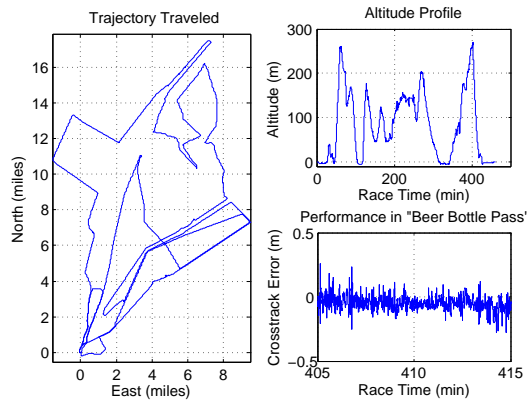 Trajectory Traveled
16
14
12
10
8
6
4
2
0
North (miles)
0 2 4 6 8
East (miles)
Altitude Profile
300
200
100
0
Altitude (m)
0 200 400
Race Time (min)
Performance in "Beer Bottle Pass"
0.5
0
−0.5
Crosstrack Error (m)
405 410 415
Race Time (min)